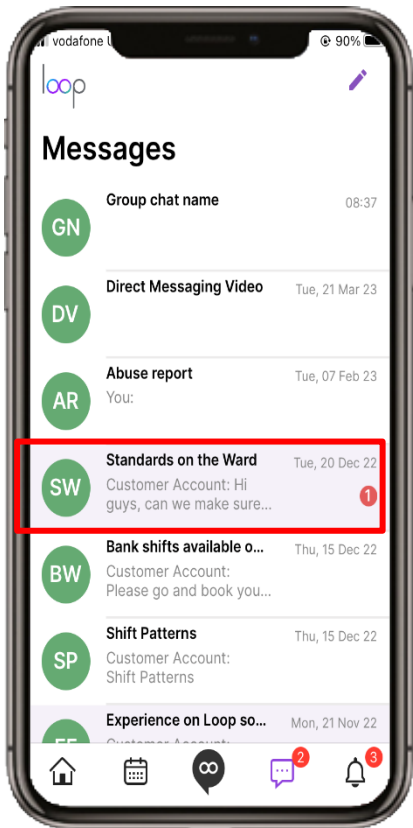 vodafone U
90%
loop
Messages
GN
Group chat name
08:37
DV
Direct Messaging Video
Tue, 21 Mar 23
AR
Abuse report
Tue, 07 Feb 23
You:
SW
Standards on the Ward
Tue, 20 Dec 22
Customer Account: Hi
guys, can we make sure...
1
BW
Bank shifts available o...
Thu, 15 Dec 22
Customer Account:
Please go and book you...
SP
Shift Patterns
Thu, 15 Dec 22
Customer Account:
Shift Patterns
Experience on Loop so...
Mon, 21 Nov 22
Customer Account:
2
3